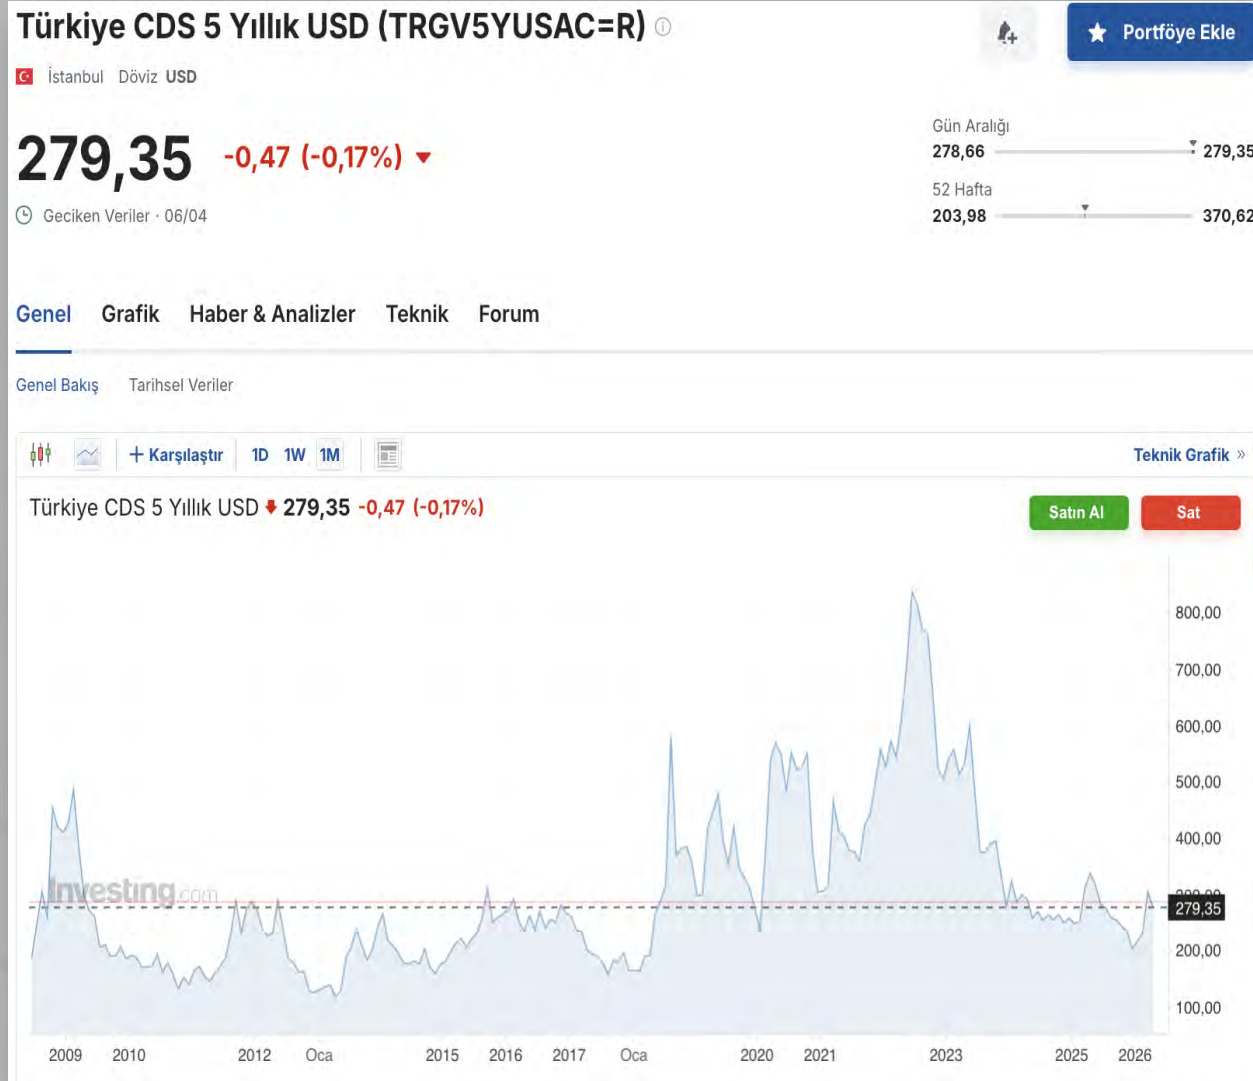 Türkiye CDS 5 Yıllık USD (TRGV5YUSAC=R)
Portföye Ekle
İstanbul Döviz USD
279,35 -0,47 (-0,17%)
Geciken Veriler · 06/04
Gün Aralığı
278,66 279,35
52 Hafta
203,98 370,62
Genel Grafik Haber & Analizler Teknik Forum
Genel Bakış Tarihsel Veriler
+ Karşılaştır 1D 1W 1M
Teknik Grafik »
Türkiye CDS 5 Yıllık USD 279,35 -0,47 (-0,17%)
Satın Al Sat
800,00
700,00
600,00
500,00
400,00
300,00
Investing.com
279,35
200,00
100,00
2009 2010 2012 Oca 2015 2016 2017 Oca 2020 2021 2023 2025 2026